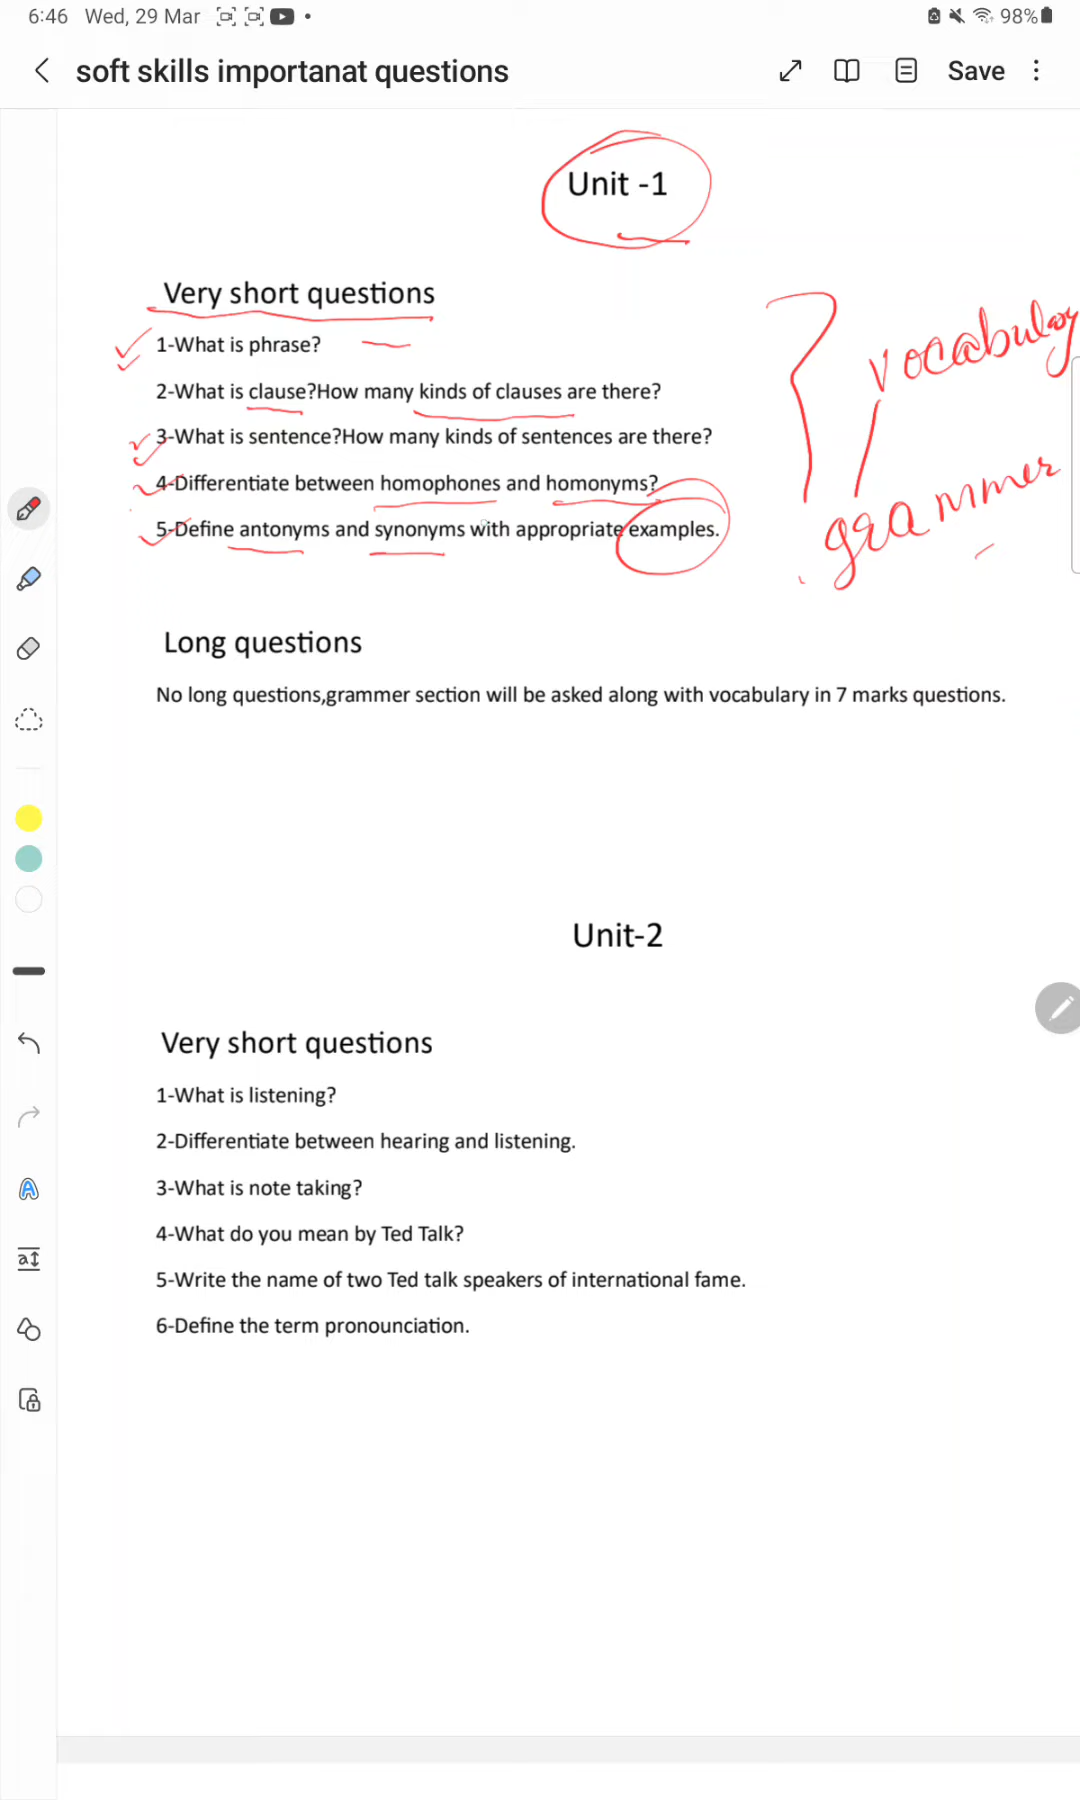 6:46 Wed, 29 Mar 98%
soft skills importanat questions Save
Unit -1
Very short questions
1-What is phrase?
2-What is clause?How many kinds of clauses are there?
3-What is sentence?How many kinds of sentences are there?
4-Differentiate between homophones and homonyms?
5-Define antonyms and synonyms with appropriate examples.
vocabulary
grammer
Long questions
No long questions,grammer section will be asked along with vocabulary in 7 marks questions.
Unit-2
Very short questions
1-What is listening?
2-Differentiate between hearing and listening.
3-What is note taking?
4-What do you mean by Ted Talk?
5-Write the name of two Ted talk speakers of international fame.
6-Define the term pronounciation.